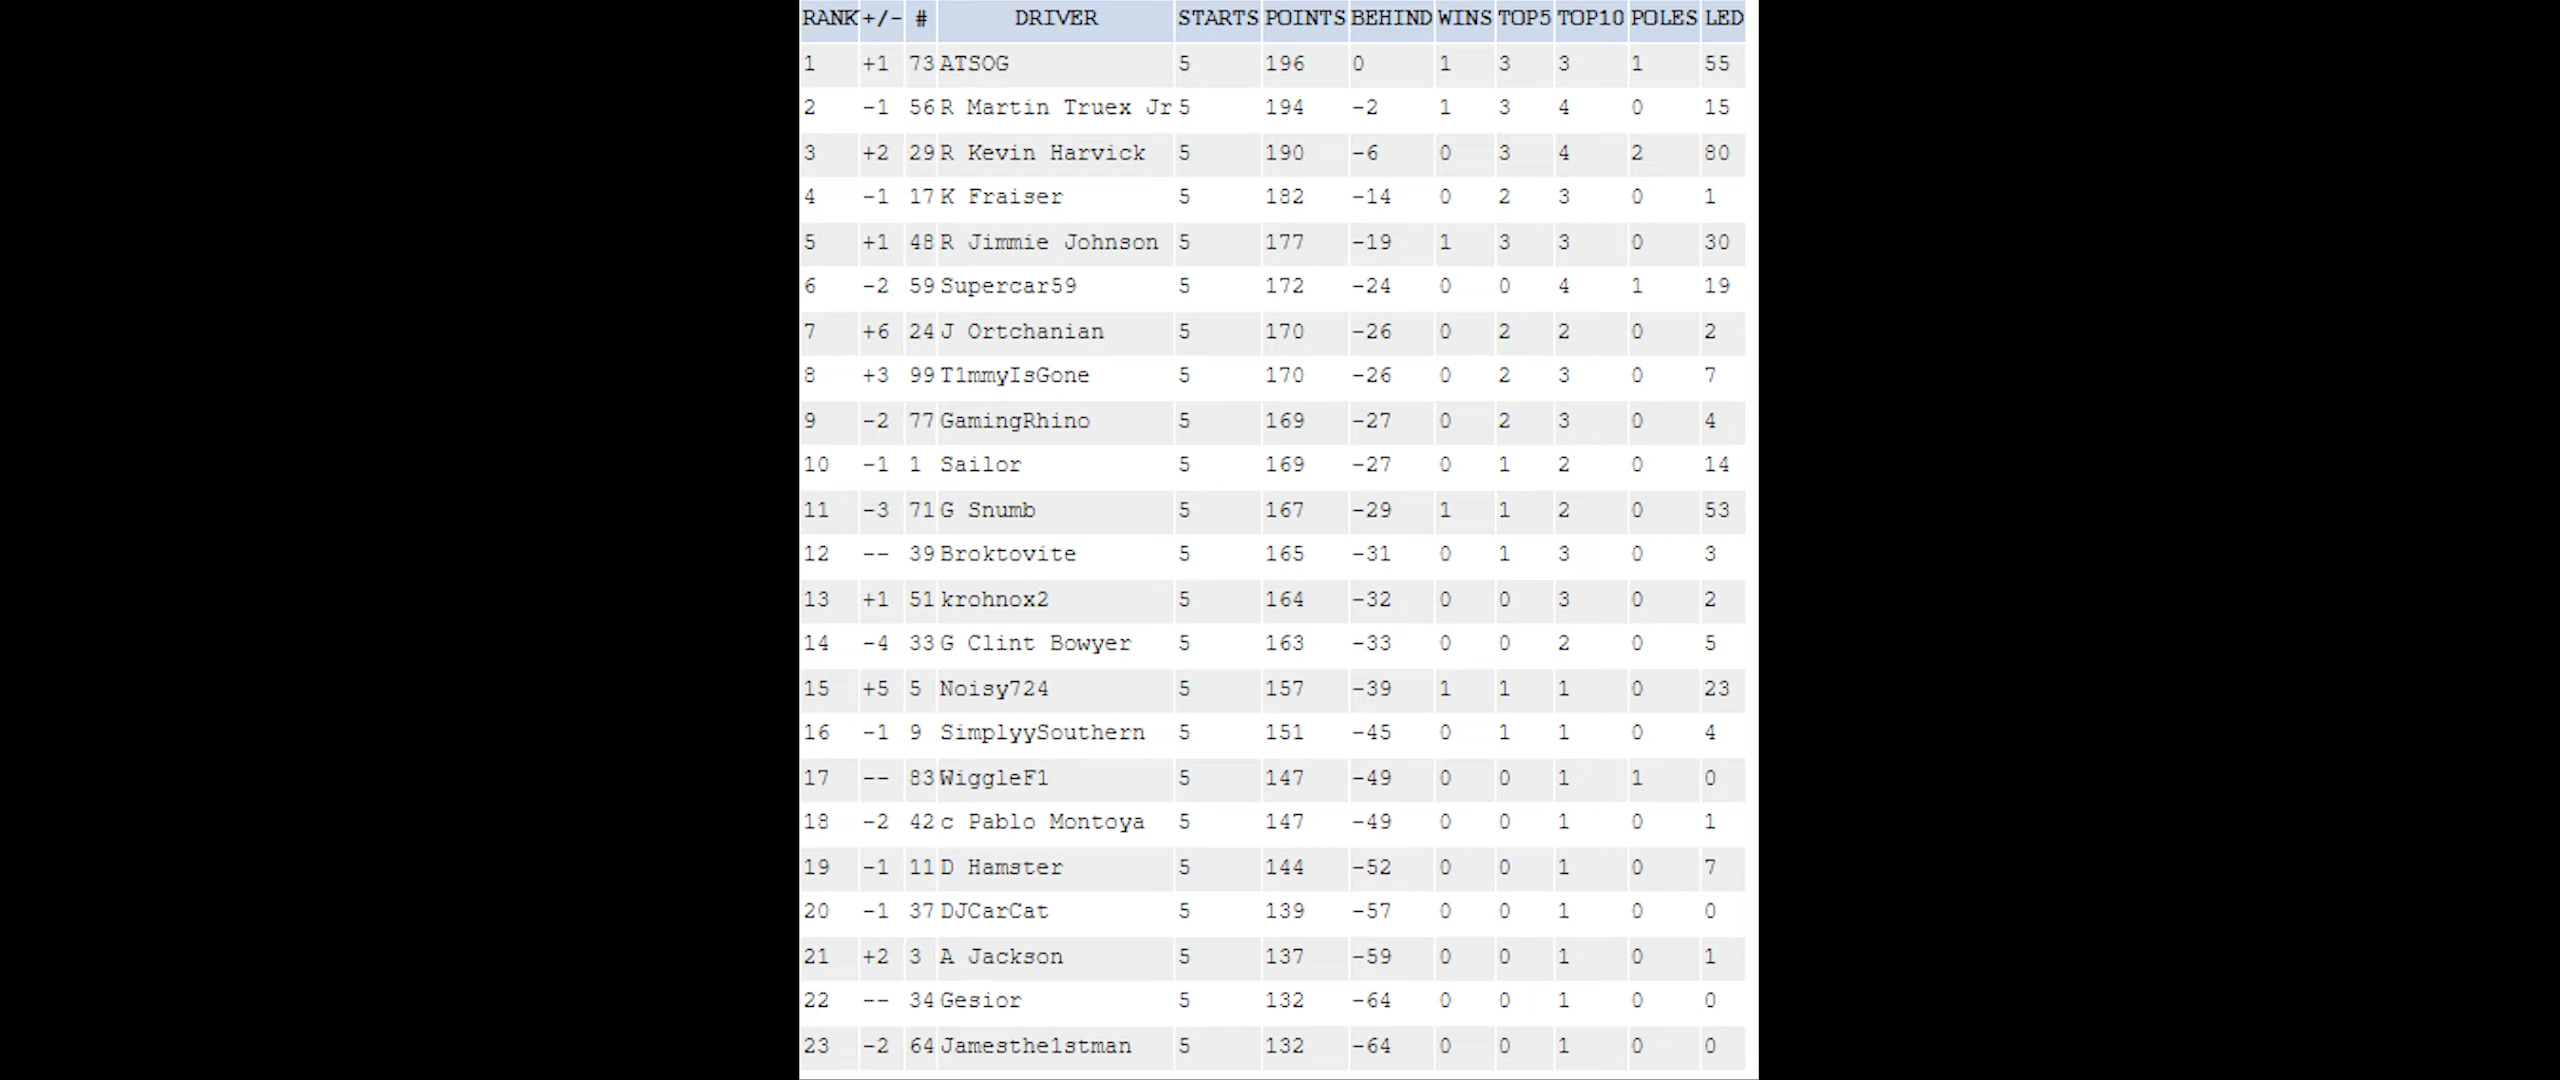 RANK +/- # DRIVER STARTS POINTS BEHIND WINS TOP5 TOP10 POLES LED
1 +1 73 ATSOG 5 196 0 1 3 3 1 55
2 -1 56 R Martin Truex Jr 5 194 -2 1 3 4 0 15
3 +2 29 R Kevin Harvick 5 190 -6 0 3 4 2 80
4 -1 17 K Fraiser 5 182 -14 0 2 3 0 1
5 +1 48 R Jimmie Johnson 5 177 -19 1 3 3 0 30
6 -2 59 Supercar59 5 172 -24 0 0 4 1 19
7 +6 24 J Ortchanian 5 170 -26 0 2 2 0 2
8 +3 99 T1mmyIsGone 5 170 -26 0 2 3 0 7
9 -2 77 GamingRhino 5 169 -27 0 2 3 0 4
10 -1 1 Sailor 5 169 -27 0 1 2 0 14
11 -3 71 G Snumb 5 167 -29 1 1 2 0 53
12 -- 39 Broktovite 5 165 -31 0 1 3 0 3
13 +1 51 krohnox2 5 164 -32 0 0 3 0 2
14 -4 33 G Clint Bowyer 5 163 -33 0 0 2 0 5
15 +5 5 Noisy724 5 157 -39 1 1 1 0 23
16 -1 9 SimplyySouthern 5 151 -45 0 1 1 0 4
17 -- 83 WiggleF1 5 147 -49 0 0 1 1 0
18 -2 42 c Pablo Montoya 5 147 -49 0 0 1 0 1
19 -1 11 D Hamster 5 144 -52 0 0 1 0 7
20 -1 37 DJCarCat 5 139 -57 0 0 1 0 0
21 +2 3 A Jackson 5 137 -59 0 0 1 0 1
22 -- 34 Gesior 5 132 -64 0 0 1 0 0
23 -2 64 Jamesthe1stman 5 132 -64 0 0 1 0 0